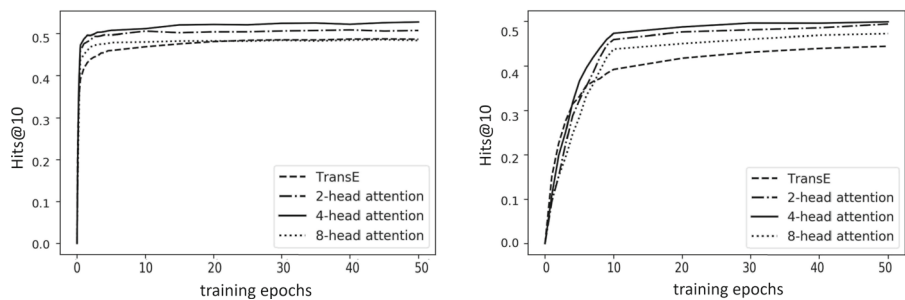 Hits@10
0.5
0.4
0.3
0.2
0.1
0.0
0
10
20
30
40
50
training epochs
TransE
2-head attention
4-head attention
8-head attention
Hits@10
0.5
0.4
0.3
0.2
0.1
0.0
0
10
20
30
40
50
training epochs
TransE
2-head attention
4-head attention
8-head attention